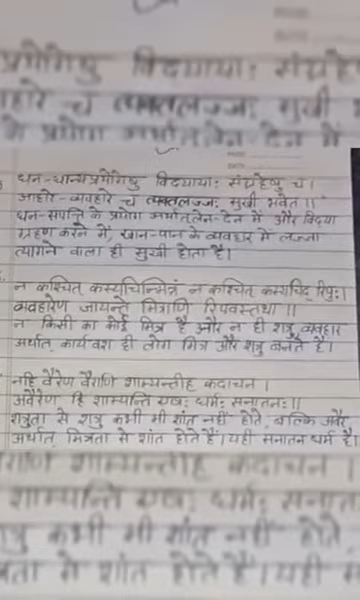 धन-धान्यप्रयोगेषु विद्यायाः संग्रहेषु च।
आहारे-व्यवहारे च त्यक्तलज्जः सुखी भवेत्।।
धन-सम्पत्ति के प्रयोग अर्थात् लेन-देन में और विद्या
ग्रहण करने में, खान-पान के व्यवहार में लज्जा
त्यागने वाला ही सुखी होता है।
न कश्चित कस्यचिन्मित्रं न कश्चित कस्यचिद् रिपुः।
व्यवहारेण जायन्ते मित्राणि रिपवस्तथा।।
न किसी का कोई मित्र है और न ही शत्रु, व्यवहार
अर्थात् कार्यवश ही लोग मित्र और शत्रु बनते हैं।
नहि वैरेण वैराणि शाम्यन्तीह कदाचन।
अवैरेण हि शाम्यन्ति एषः धर्मः सनातनः।।
शत्रुता से शत्रु कभी भी शांत नहीं होते, बल्कि अवैर
अर्थात् मित्रता से शांत होते हैं। यही सनातन धर्म है।